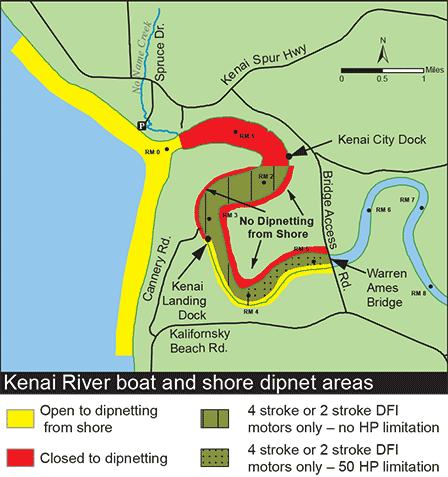 No Name Creek
Spruce Dr.
Kenai Spur Hwy
N
0 0.5 1
Miles
P
RM 0
RM 1
Kenai City Dock
RM 2
RM 3
No Dipnetting
from Shore
Bridge Access Rd.
RM 6
RM 7
RM 5
RM 8
Cannery Rd.
Kenai
Landing
Dock
RM 4
Warren
Ames
Bridge
Kalifornsky
Beach Rd.
Kenai River boat and shore dipnet areas
Open to dipnetting
from shore
4 stroke or 2 stroke DFI
motors only – no HP limitation
Closed to dipnetting
4 stroke or 2 stroke DFI
motors only – 50 HP limitation